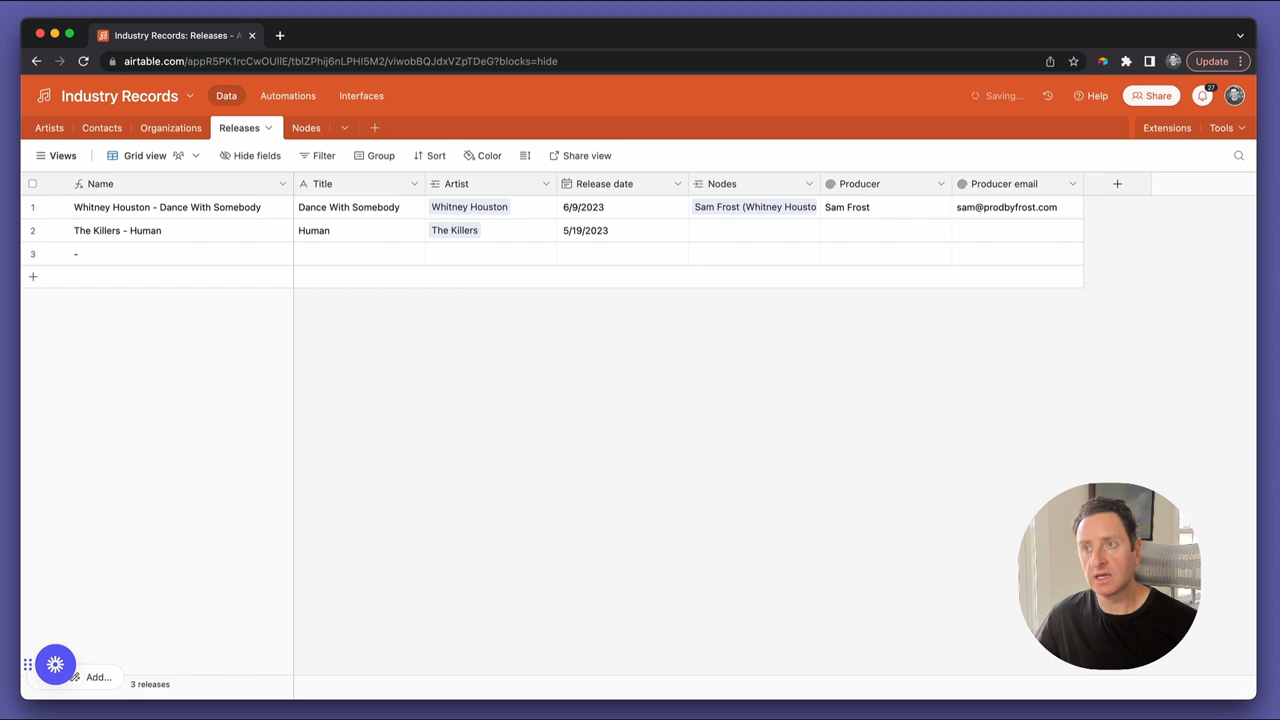 Industry Records: Releases - A
airtable.com/appR5PK1rcCwOUIlE/tblZPhij6nLPHI5M2/viwobBQJdxVZpTDeG?blocks=hide
Update
Industry Records
Data
Automations
Interfaces
Saving...
Help
Share
27
Artists
Contacts
Organizations
Releases
Nodes
Extensions
Tools
Views
Grid view
Hide fields
Filter
Group
Sort
Color
Share view
Name Title Artist Release date Nodes Producer Producer email
1 Whitney Houston - Dance With Somebody Dance With Somebody Whitney Houston 6/9/2023 Sam Frost (Whitney Housto Sam Frost sam@prodbyfrost.com
2 The Killers - Human Human The Killers 5/19/2023
3 -
Add...
3 releases